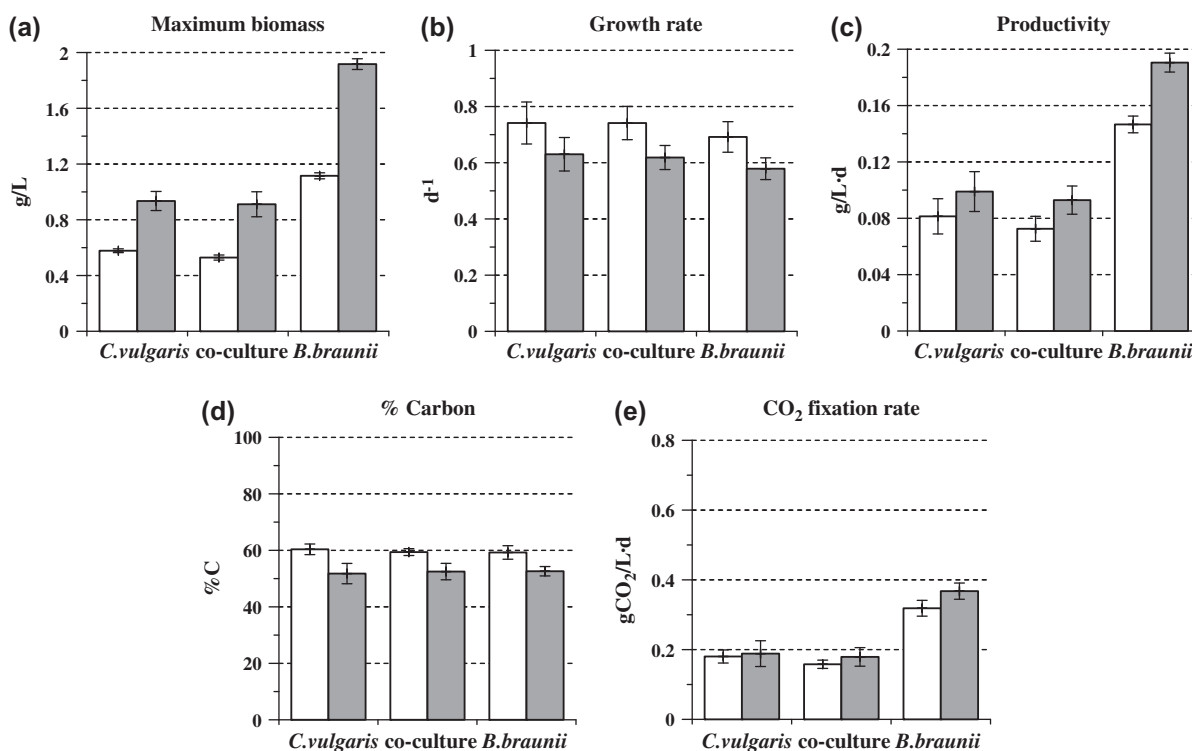 (a) Maximum biomass
2
1.6
1.2
0.8
0.4
0
g/L
C.vulgaris co-culture B.braunii
(b) Growth rate
1
0.8
0.6
0.4
0.2
0
d-1
C.vulgaris co-culture B.braunii
(c) Productivity
0.2
0.16
0.12
0.08
0.04
0
g/L·d
C.vulgaris co-culture B.braunii
(d) % Carbon
100
80
60
40
20
0
%C
C.vulgaris co-culture B.braunii
(e) CO₂ fixation rate
0.8
0.6
0.4
0.2
0
gCO₂/L·d
C.vulgaris co-culture B.braunii